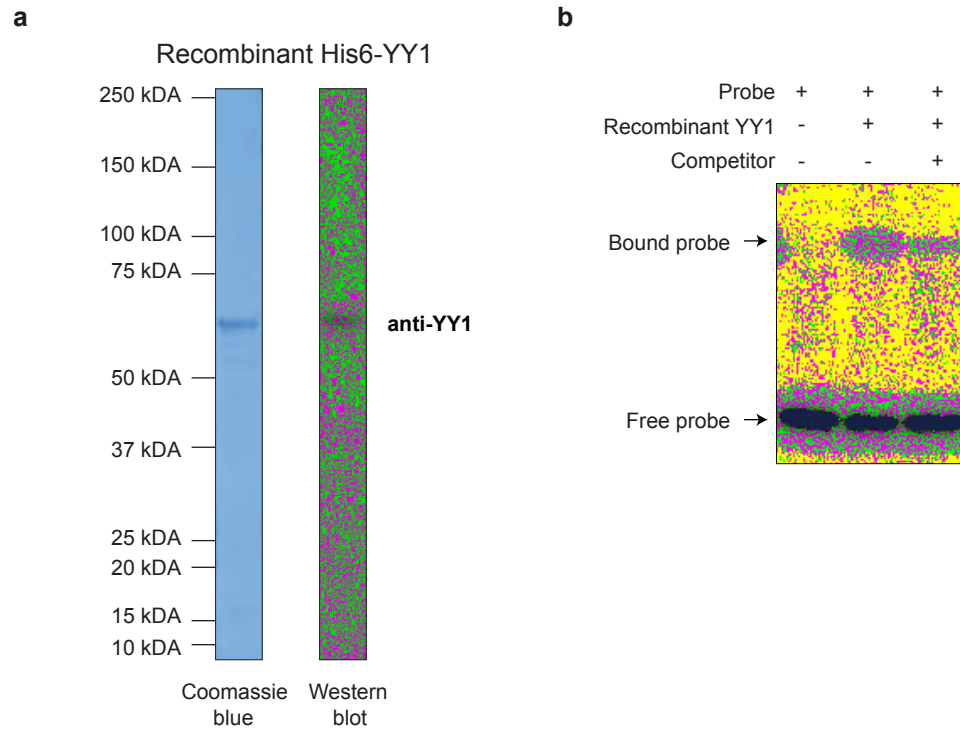 a
Recombinant His6-YY1
250 kDA
150 kDA
100 kDA
75 kDA
50 kDA
37 kDA
25 kDA
20 kDA
15 kDA
10 kDA
anti-YY1
Coomassie
blue
Western
blot
b
Probe + + +
Recombinant YY1 - + +
Competitor - - +
Bound probe
Free probe